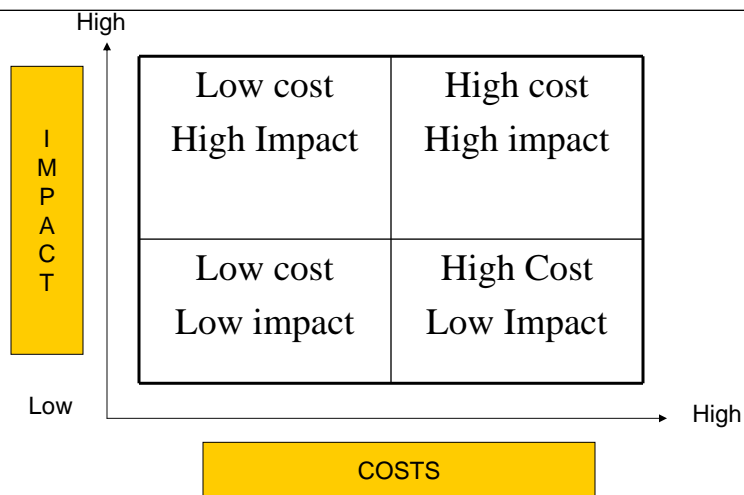 High
I
M
P
A
C
T
Low cost
High Impact
High cost
High impact
Low cost
Low impact
High Cost
Low Impact
Low
High
COSTS